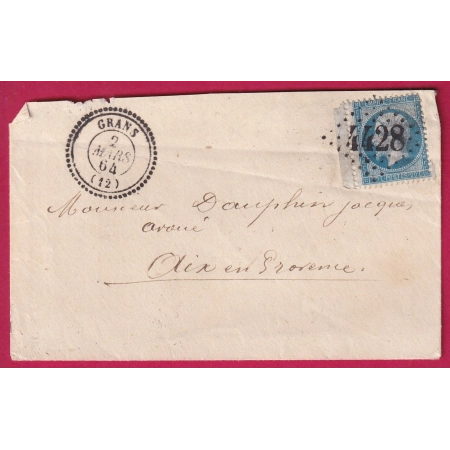 GRANS
2
MARS
64
(12)
4428
Monsieur Dauphin Jacques
avoué
Aix en Provence.